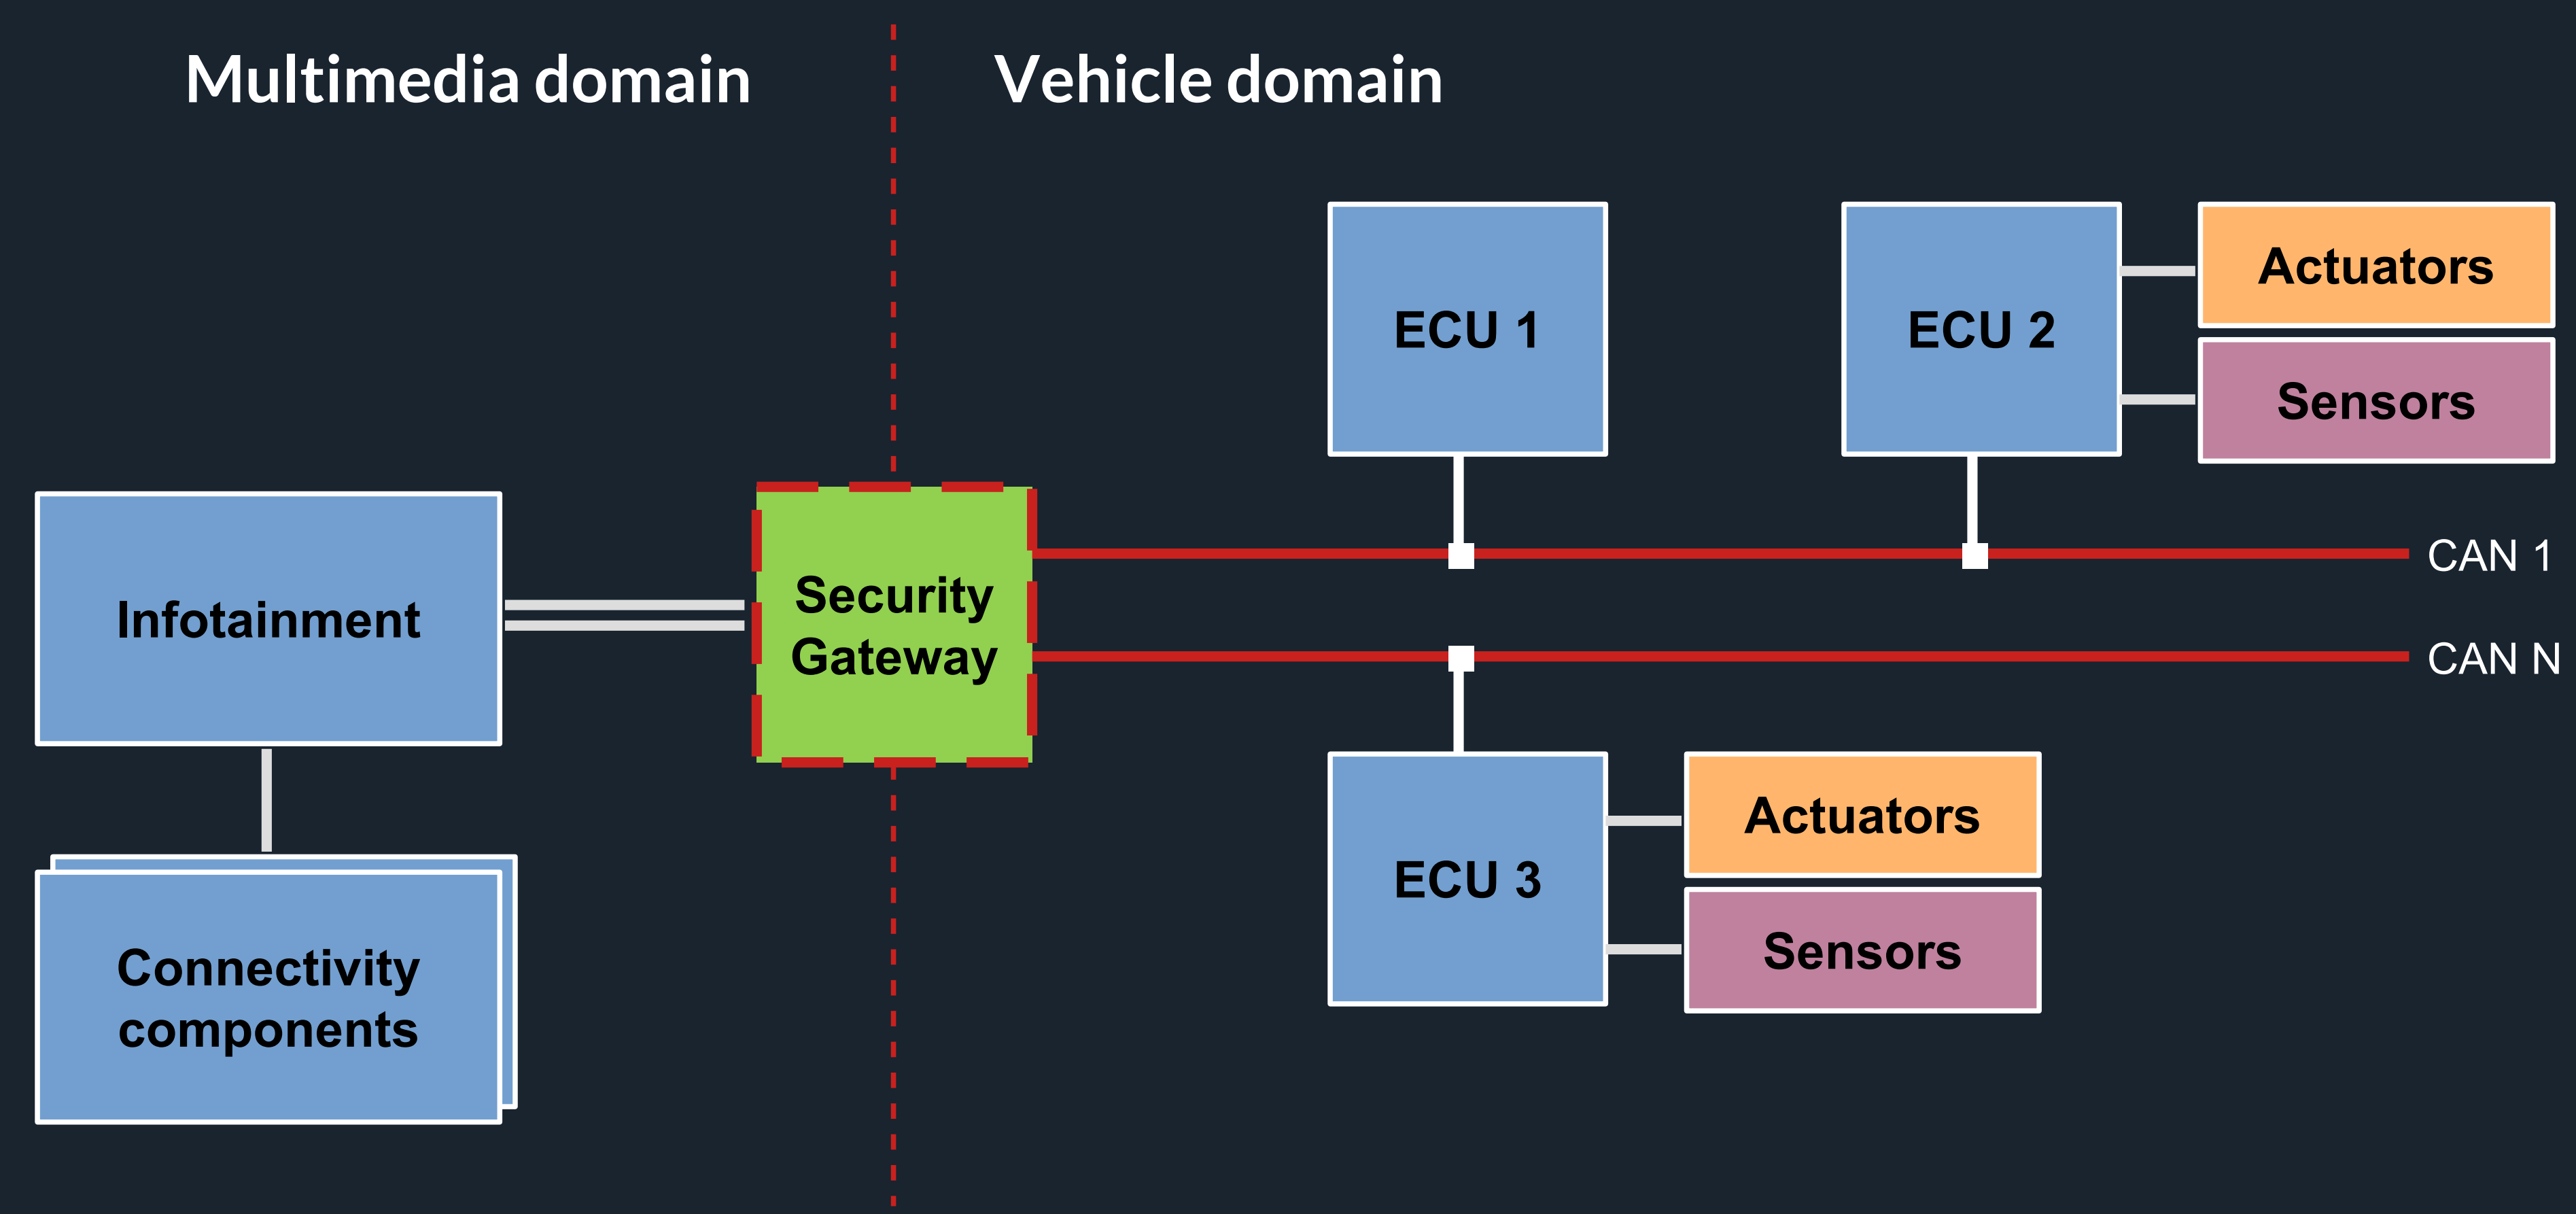 Multimedia domain
Vehicle domain
ECU 1
ECU 2
Actuators
Sensors
CAN 1
Infotainment
Security
Gateway
CAN N
ECU 3
Actuators
Sensors
Connectivity
components